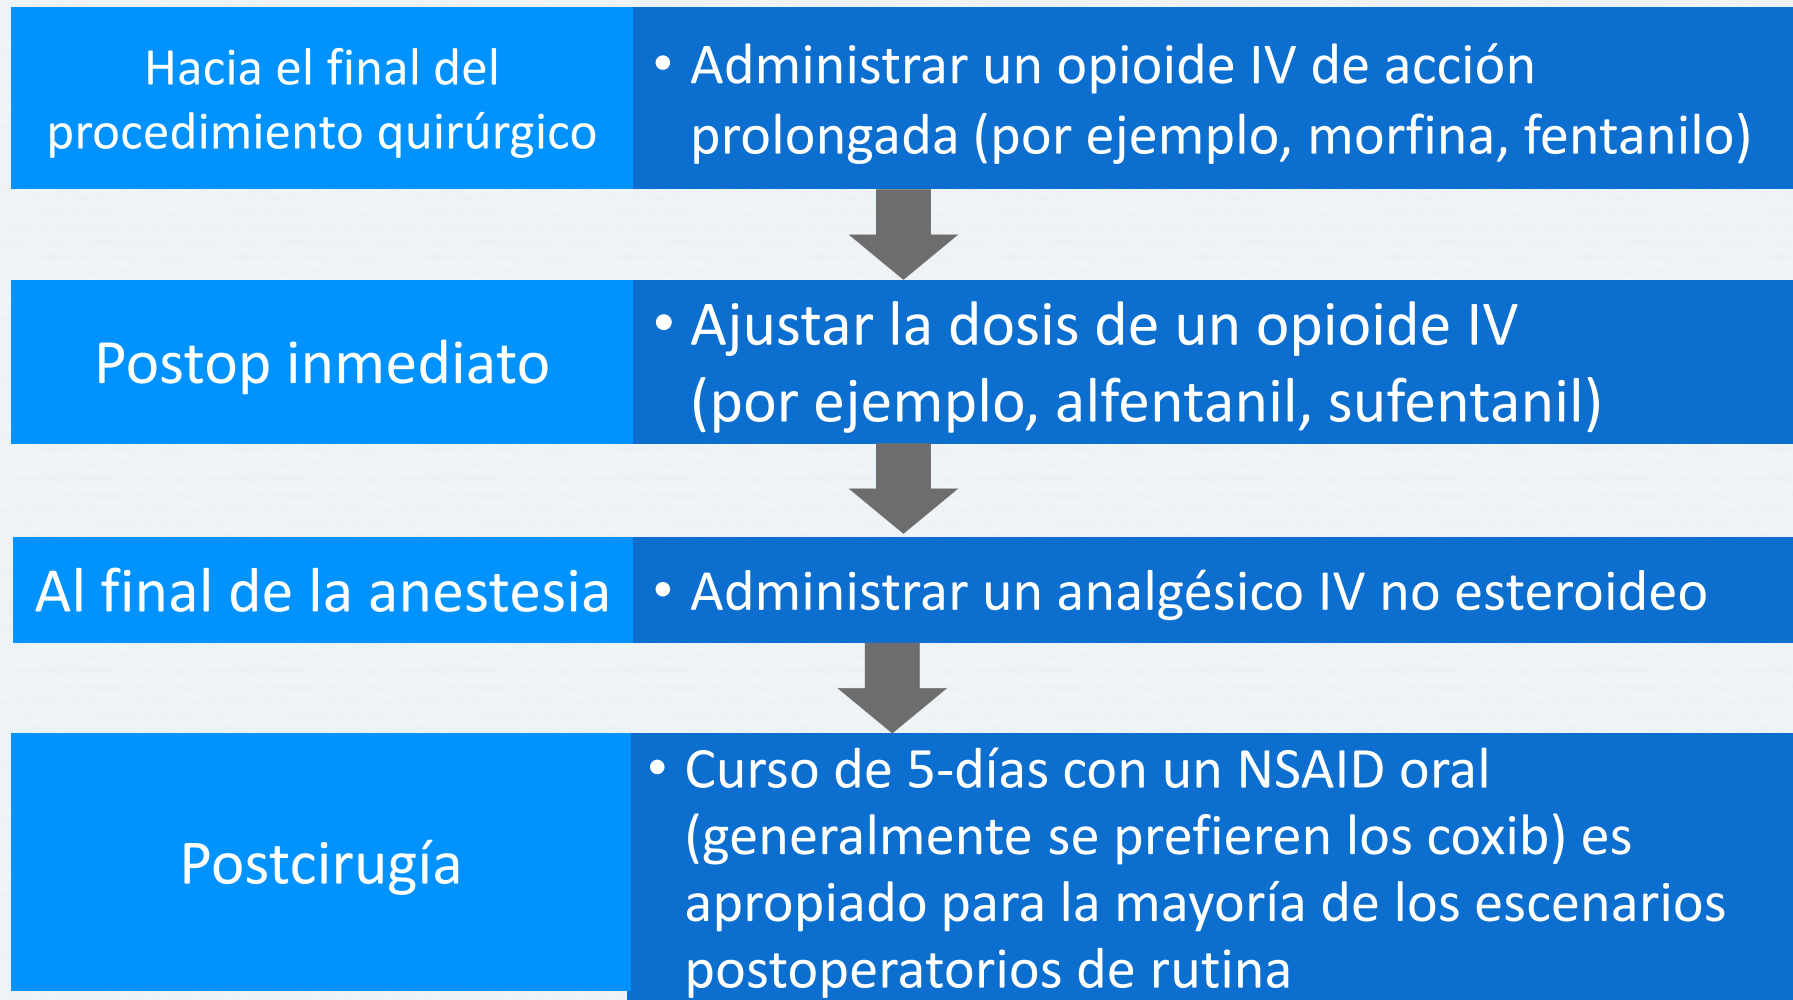 Hacia el final del
procedimiento quirúrgico
• Administrar un opioide IV de acción
prolongada (por ejemplo, morfina, fentanilo)
Postop inmediato
• Ajustar la dosis de un opioide IV
(por ejemplo, alfentanil, sufentanil)
Al final de la anestesia
• Administrar un analgésico IV no esteroideo
Postcirugía
• Curso de 5-días con un NSAID oral
(generalmente se prefieren los coxib) es
apropiado para la mayoría de los escenarios
postoperatorios de rutina